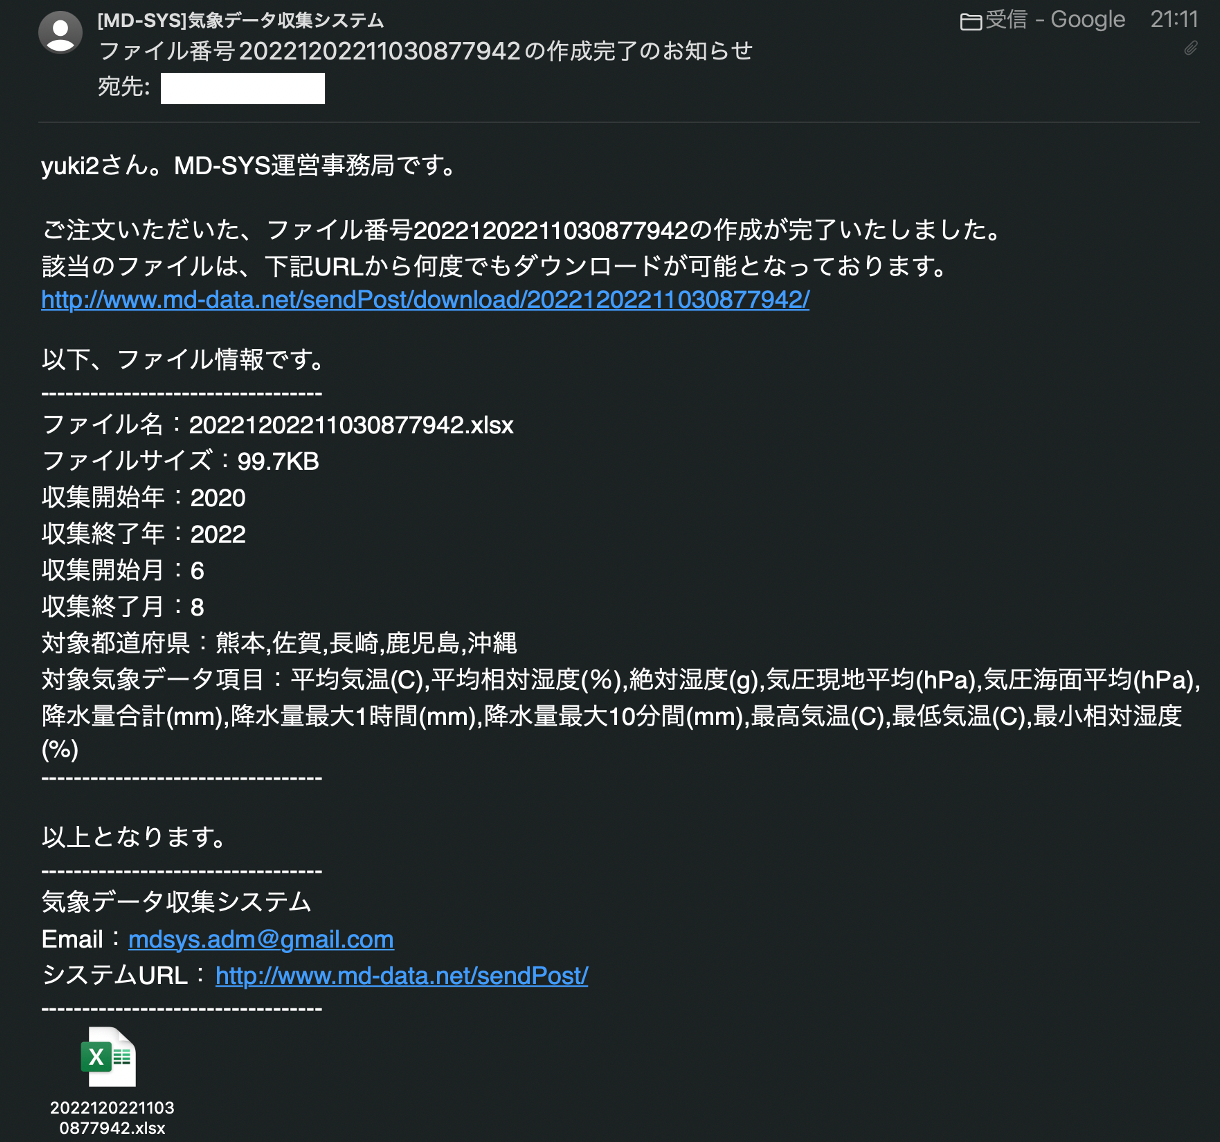 [MD-SYS]気象データ収集システム
受信 - Google 21:11
ファイル番号20221202211030877942の作成完了のお知らせ
宛先:
yuki2さん。MD-SYS運営事務局です。
ご注文いただいた、ファイル番号20221202211030877942の作成が完了いたしました。
該当のファイルは、下記URLから何度でもダウンロードが可能となっております。
http://www.md-data.net/sendPost/download/20221202211030877942/
以下、ファイル情報です。
----------------------------------
ファイル名：20221202211030877942.xlsx
ファイルサイズ：99.7KB
収集開始年：2020
収集終了年：2022
収集開始月：6
収集終了月：8
対象都道府県：熊本,佐賀,長崎,鹿児島,沖縄
対象気象データ項目：平均気温(C),平均相対湿度(％),絶対湿度(g),気圧現地平均(hPa),気圧海面平均(hPa),
降水量合計(mm),降水量最大1時間(mm),降水量最大10分間(mm),最高気温(C),最低気温(C),最小相対湿度
(%)
----------------------------------
以上となります。
----------------------------------
気象データ収集システム
Email：mdsys.adm@gmail.com
システムURL： http://www.md-data.net/sendPost/
----------------------------------
X
2022120221103
0877942.xlsx